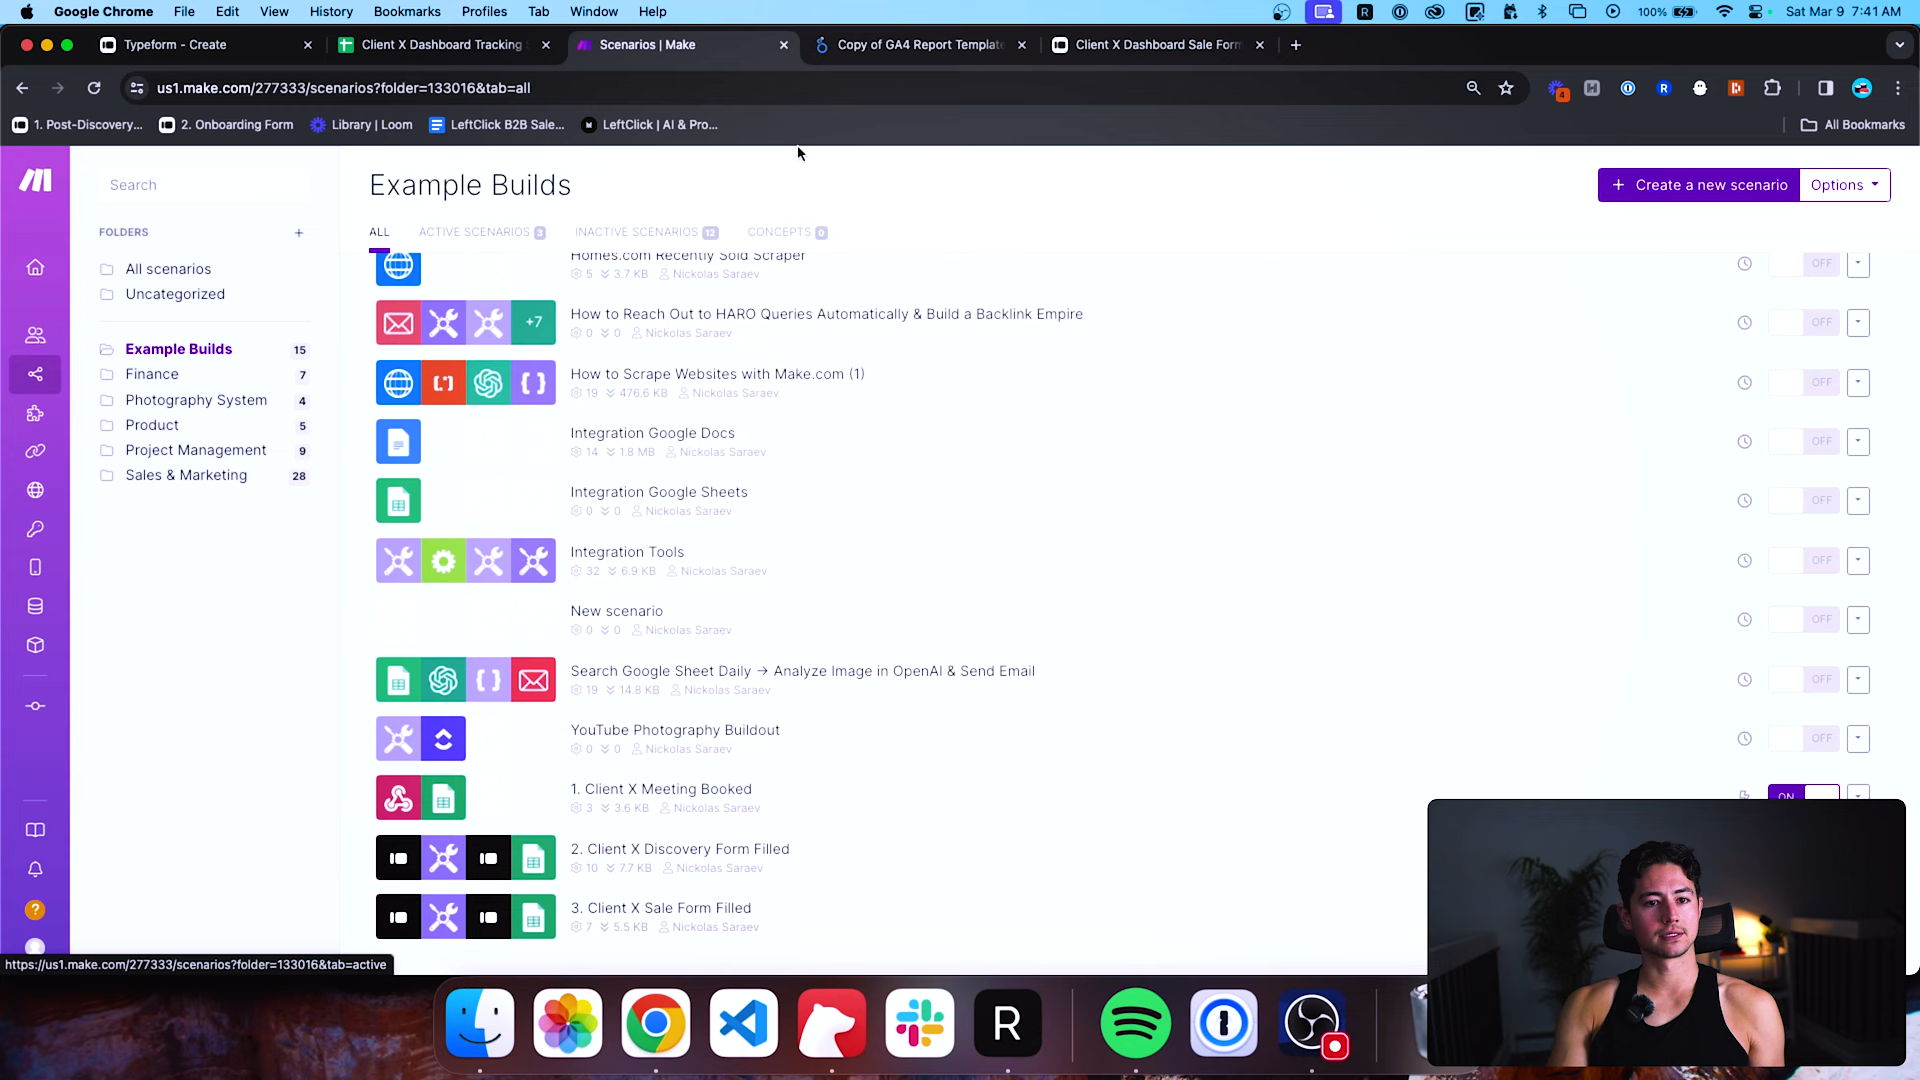 Google Chrome File Edit View History Bookmarks Profiles Tab Window Help 100% Sat Mar 9 7:41 AM
Typeform - Create
Client X Dashboard Tracking
Scenarios | Make
Copy of GA4 Report Template
Client X Dashboard Sale Form
us1.make.com/277333/scenarios?folder=133016&tab=all
4
1. Post-Discovery...
2. Onboarding Form
Library | Loom
LeftClick B2B Sale...
LeftClick | AI & Pro...
All Bookmarks
Search
FOLDERS
All scenarios
Uncategorized
Example Builds 15
Finance 7
Photography System 4
Product 5
Project Management 9
Sales & Marketing 28
Example Builds
Create a new scenario
Options
ALL
ACTIVE SCENARIOS 3
INACTIVE SCENARIOS 12
CONCEPTS 0
Homes.com Recently Sold Scraper
5 3.7 KB Nickolas Saraev
OFF
+7
How to Reach Out to HARO Queries Automatically & Build a Backlink Empire
0 0 Nickolas Saraev
OFF
How to Scrape Websites with Make.com (1)
19 476.6 KB Nickolas Saraev
OFF
Integration Google Docs
14 1.8 MB Nickolas Saraev
OFF
Integration Google Sheets
0 0 Nickolas Saraev
OFF
Integration Tools
32 6.9 KB Nickolas Saraev
OFF
New scenario
0 0 Nickolas Saraev
OFF
Search Google Sheet Daily → Analyze Image in OpenAI & Send Email
19 14.8 KB Nickolas Saraev
OFF
YouTube Photography Buildout
0 0 Nickolas Saraev
OFF
1. Client X Meeting Booked
3 3.6 KB Nickolas Saraev
ON
2. Client X Discovery Form Filled
10 7.7 KB Nickolas Saraev
3. Client X Sale Form Filled
7 5.5 KB Nickolas Saraev
https://us1.make.com/277333/scenarios?folder=133016&tab=active
R